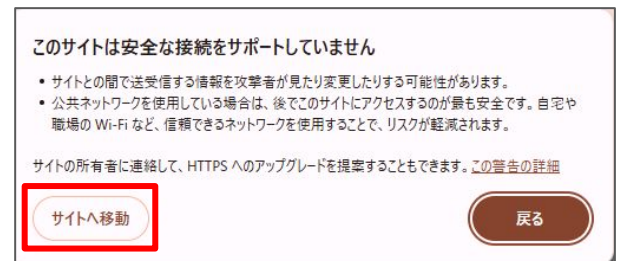 このサイトは安全な接続をサポートしていません
• サイトとの間で送受信する情報を攻撃者が見たり変更したりする可能性があります。
• 公共ネットワークを使用している場合は、後でこのサイトにアクセスするのが最も安全です。自宅や
職場の Wi-Fi など、信頼できるネットワークを使用することで、リスクが軽減されます。
サイトの所有者に連絡して、HTTPS へのアップグレードを提案することもできます。この警告の詳細
サイトへ移動
戻る